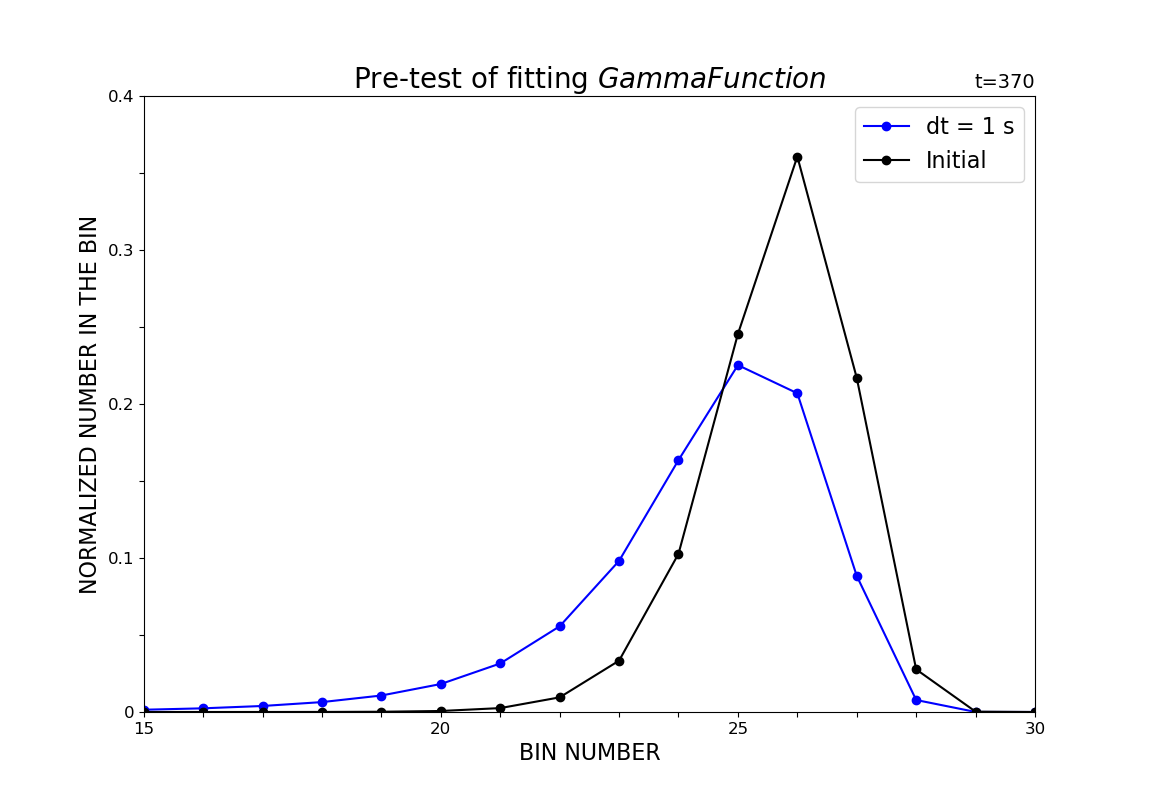 Pre-test of fitting GammaFunction
t=370
0.4
0.3
0.2
0.1
0
NORMALIZED NUMBER IN THE BIN
dt = 1 s
Initial
15
20
25
30
BIN NUMBER